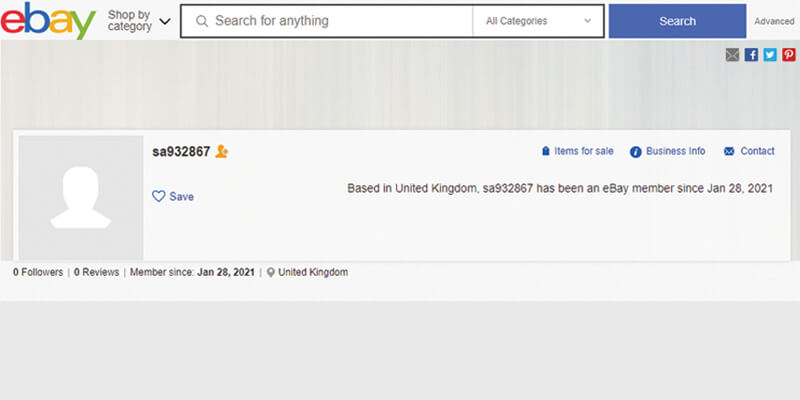 ebay
Shop by
category
Search for anything
All Categories
Search
Advanced
sa932867
Items for sale
Business Info
Contact
Save
Based in United Kingdom, sa932867 has been an eBay member since Jan 28, 2021
0 Followers | 0 Reviews | Member since: Jan 28, 2021 | United Kingdom